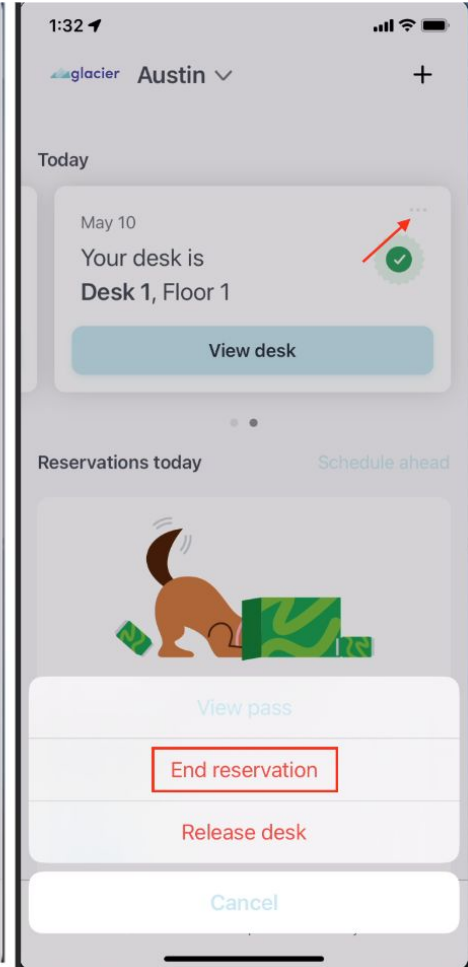 1:32
glacier Austin
+
Today
May 10
Your desk is
Desk 1, Floor 1
View desk
Reservations today Schedule ahead
View pass
End reservation
Release desk
Cancel